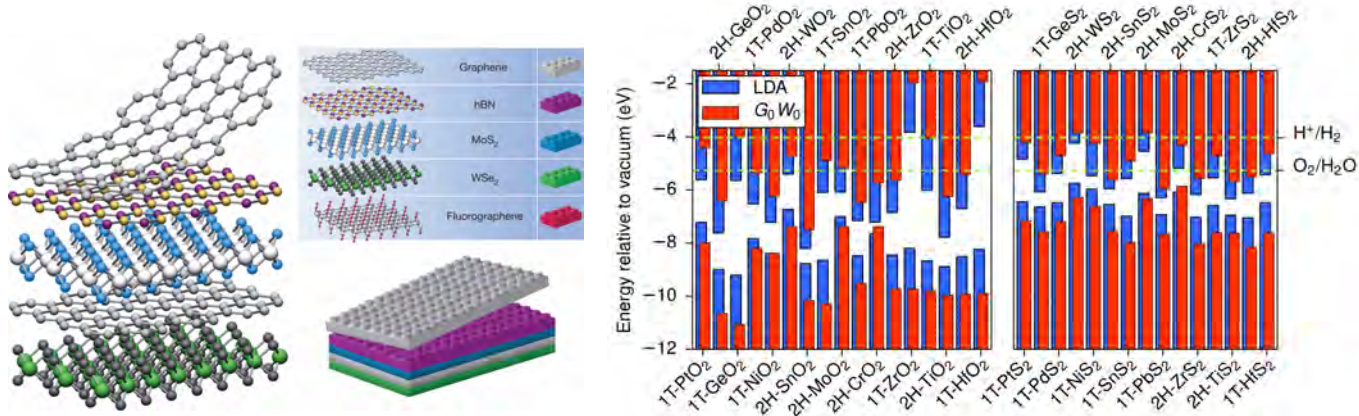 Graphene
hBN
MoS₂
WSe₂
Fluorographene
2H-GeO₂
1T-PdO₂
2H-WO₂
1T-SnO₂
1T-PbO₂
2H-ZrO₂
1T-TiO₂
2H-HfO₂
Energy relative to vacuum (eV)
−2
−4
−6
−8
−10
−12
LDA
G₀W₀
1T-PtO₂
1T-GeO₂
1T-NiO₂
2H-SnO₂
2H-MoO₂
2H-CrO₂
1T-ZrO₂
2H-TiO₂
1T-HfO₂
1T-GeS₂
2H-WS₂
2H-SnS₂
2H-MoS₂
2H-CrS₂
1T-ZrS₂
2H-HfS₂
H⁺/H₂
O₂/H₂O
1T-PtS₂
1T-PdS₂
1T-NiS₂
1T-SnS₂
1T-PbS₂
2H-ZrS₂
2H-TiS₂
1T-HfS₂